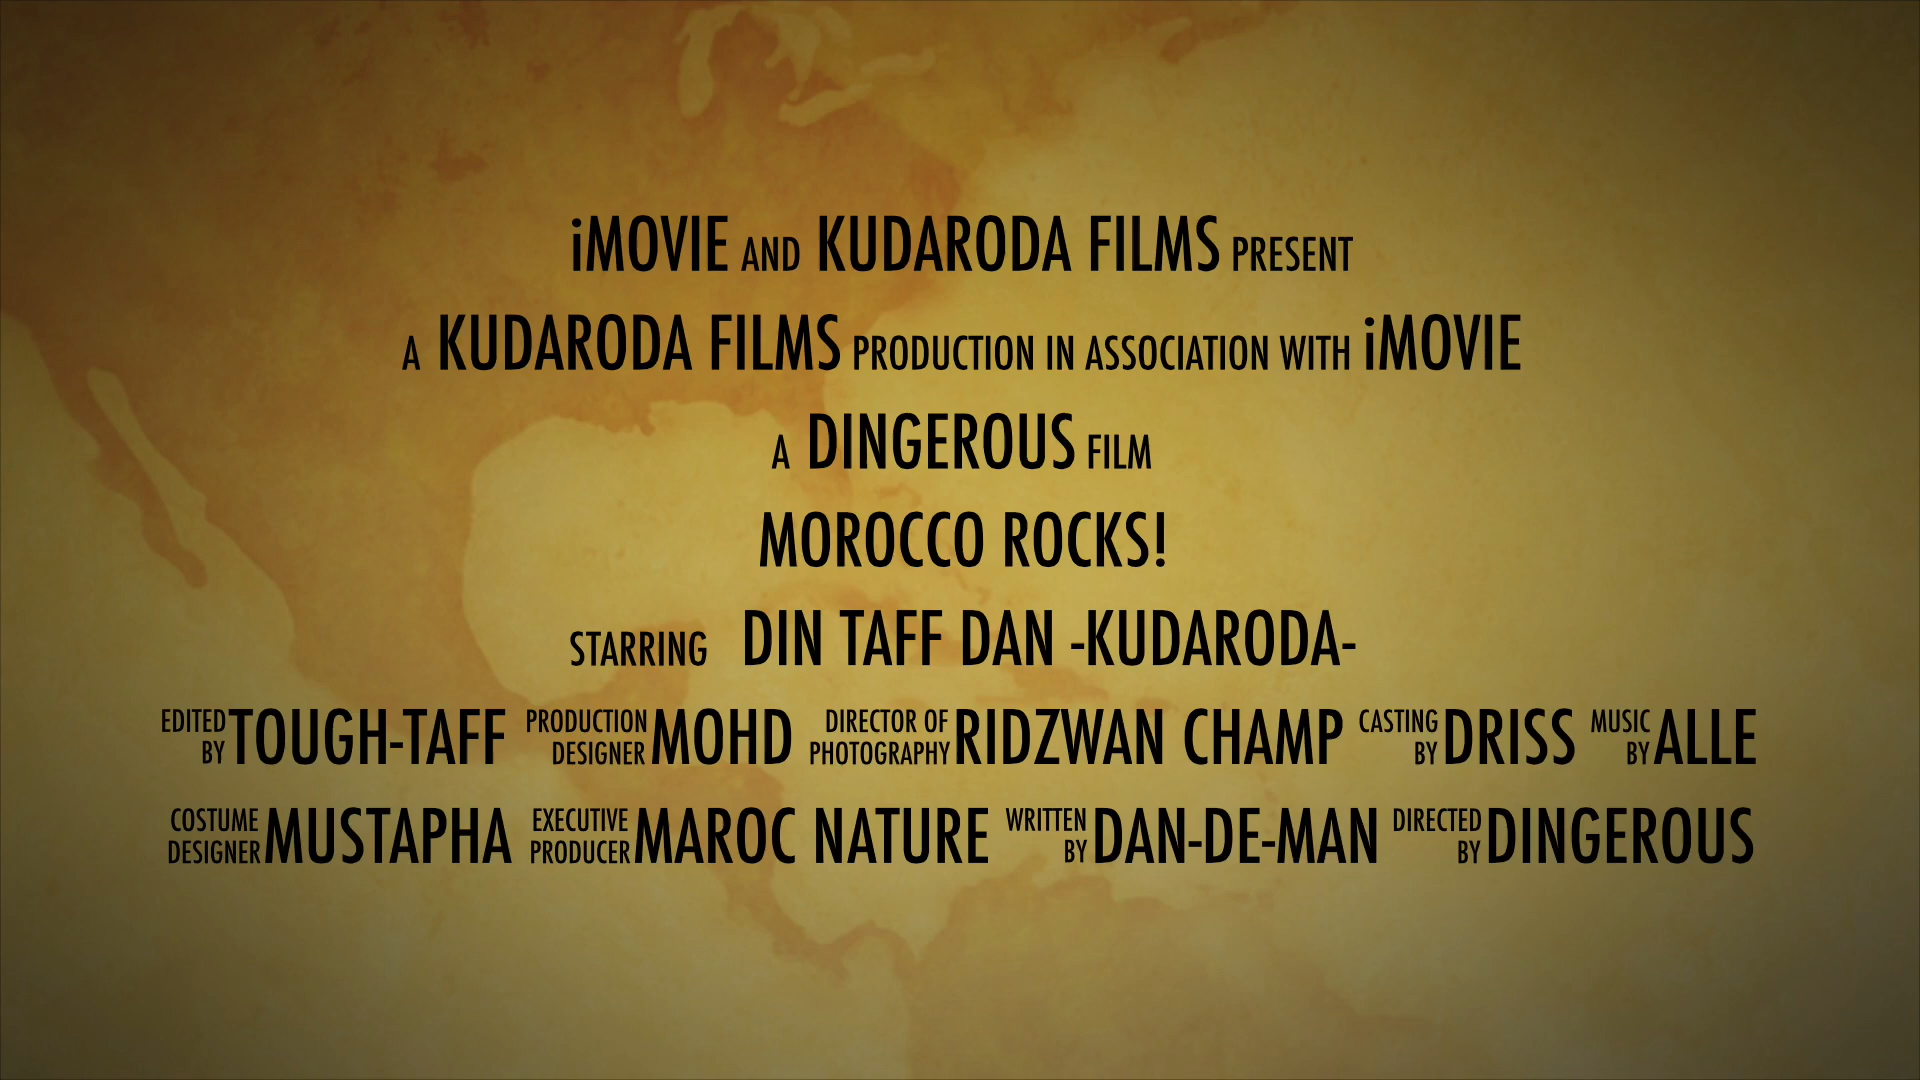 iMOVIE AND KUDARODA FILMS PRESENT
A KUDARODA FILMS PRODUCTION IN ASSOCIATION WITH iMOVIE
A DINGEROUS FILM
MOROCCO ROCKS!
STARRING DIN TAFF DAN -KUDARODA-
EDITED BY TOUGH-TAFF PRODUCTION DESIGNER MOHD DIRECTOR OF PHOTOGRAPHY RIDZWAN CHAMP CASTING BY DRISS MUSIC BY ALLE
COSTUME DESIGNER MUSTAPHA EXECUTIVE PRODUCER MAROC NATURE WRITTEN BY DAN-DE-MAN DIRECTED BY DINGEROUS